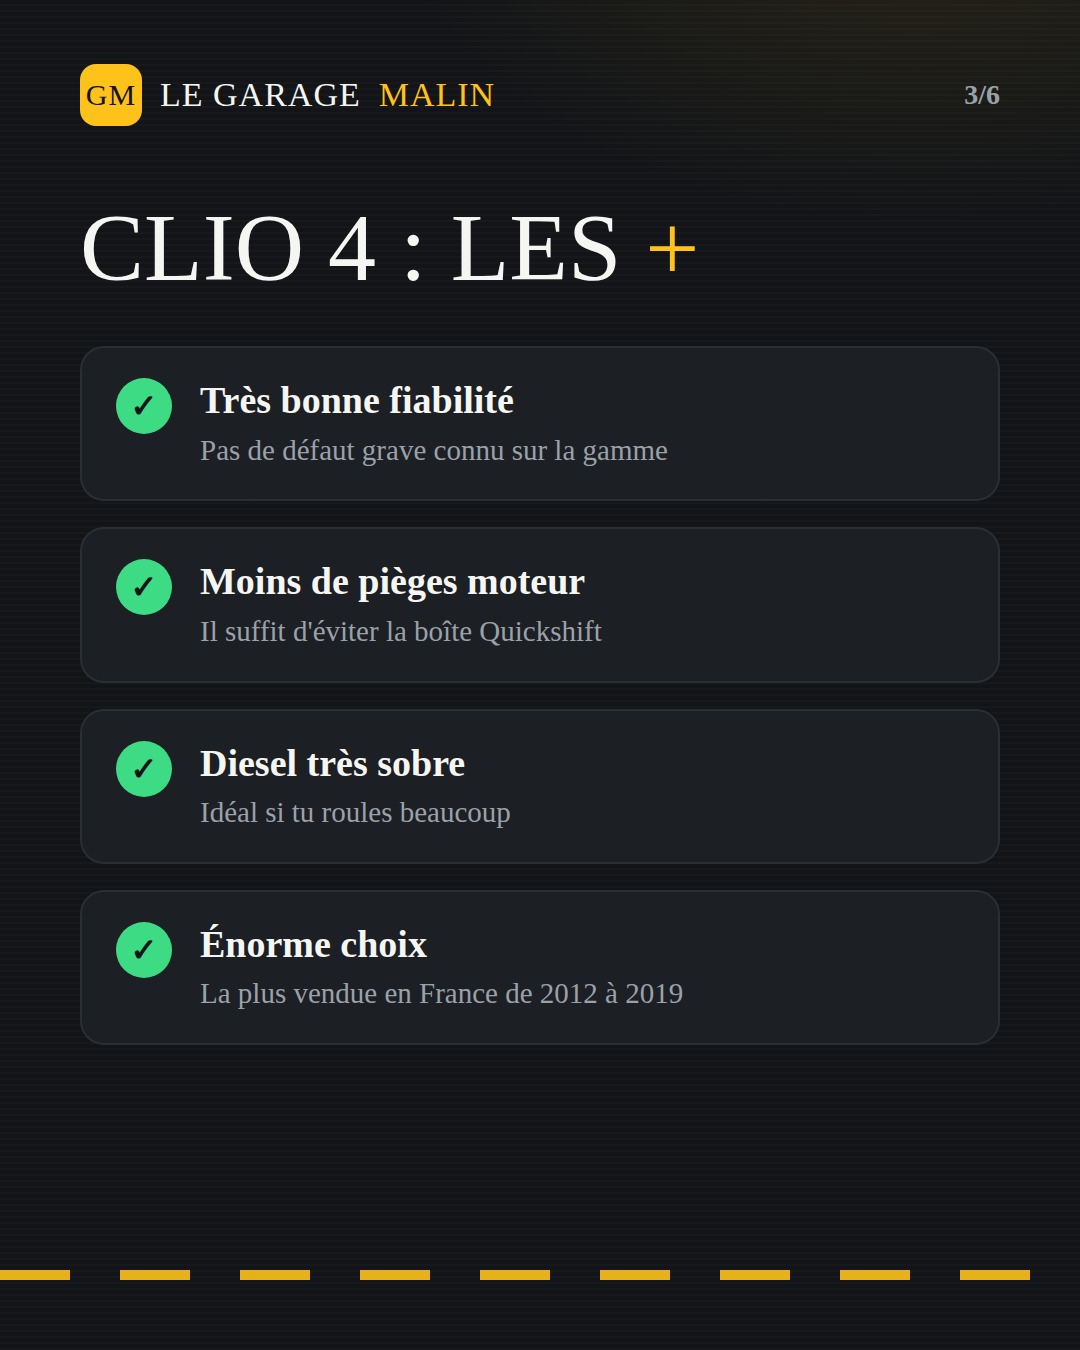 GM LE GARAGE MALIN 3/6
CLIO 4 : LES +
✓ Très bonne fiabilité
Pas de défaut grave connu sur la gamme
✓ Moins de pièges moteur
Il suffit d'éviter la boîte Quickshift
✓ Diesel très sobre
Idéal si tu roules beaucoup
✓ Énorme choix
La plus vendue en France de 2012 à 2019